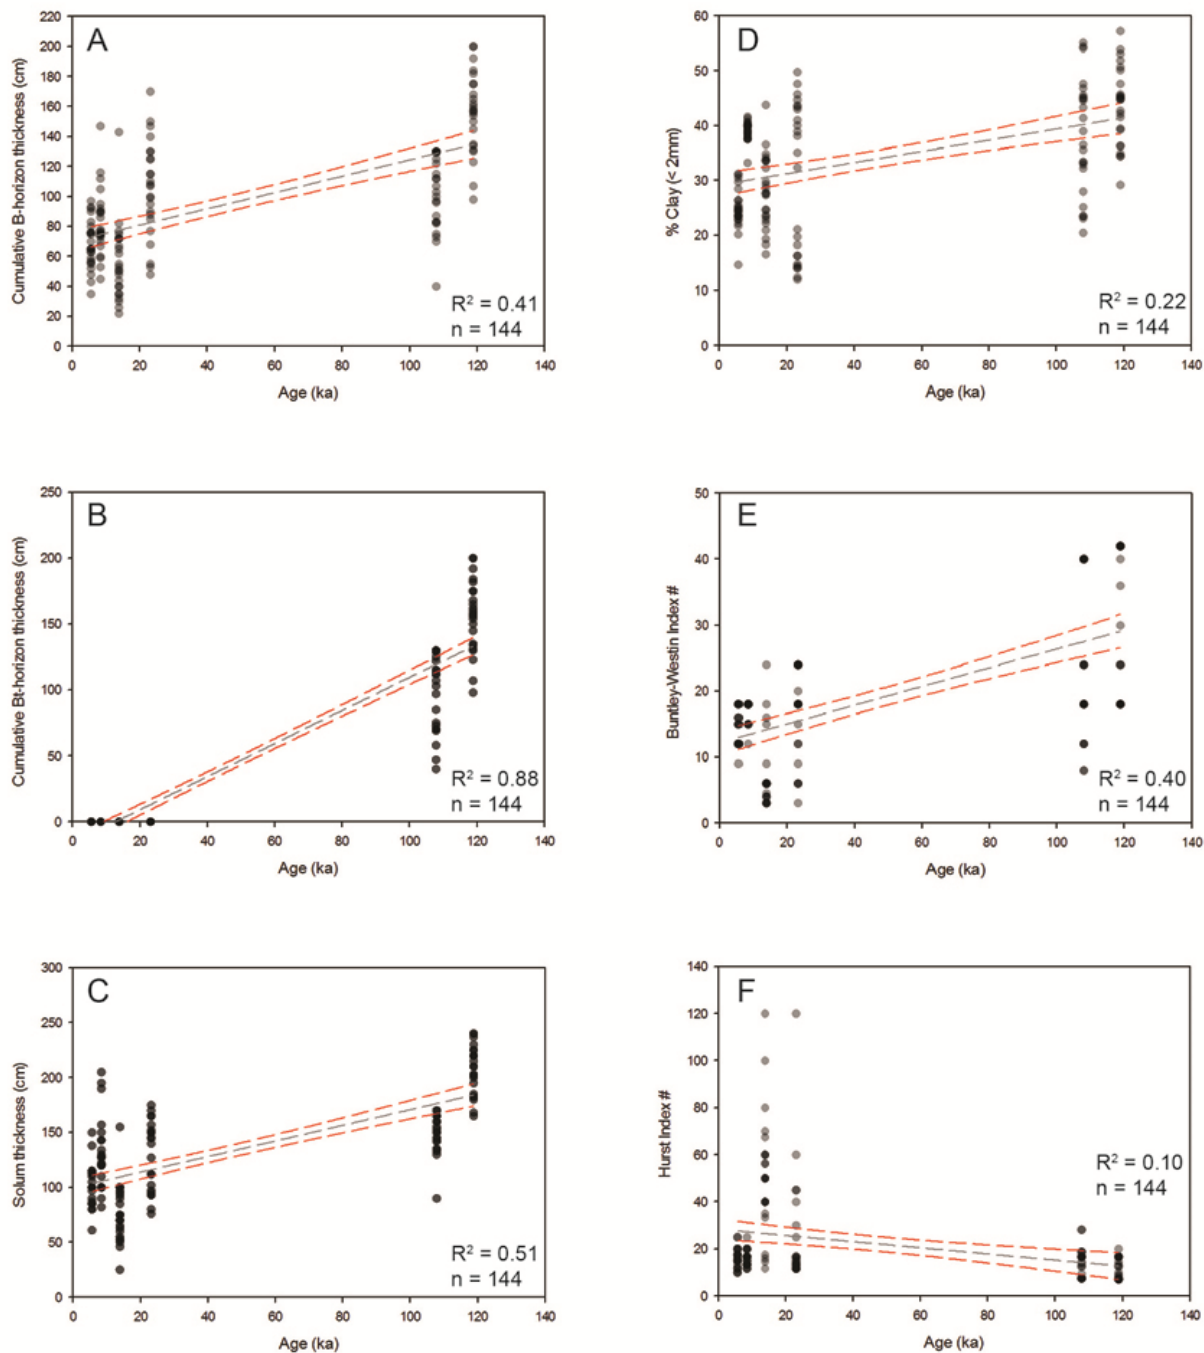 A
Cumulative B-horizon thickness (cm)
220
200
180
160
140
120
100
80
60
40
20
0
R² = 0.41
n = 144
0 20 40 60 80 100 120 140
Age (ka)
D
% Clay (< 2mm)
60
50
40
30
20
10
0
R² = 0.22
n = 144
0 20 40 60 80 100 120 140
Age (ka)
B
Cumulative Bt-horizon thickness (cm)
250
200
150
100
50
0
R² = 0.88
n = 144
0 20 40 60 80 100 120 140
Age (ka)
E
Buntley-Westin Index #
50
40
30
20
10
0
R² = 0.40
n = 144
0 20 40 60 80 100 120 140
Age (ka)
C
Solum thickness (cm)
300
250
200
150
100
50
0
R² = 0.51
n = 144
0 20 40 60 80 100 120 140
Age (ka)
F
Hurst Index #
140
120
100
80
60
40
20
0
R² = 0.10
n = 144
0 20 40 60 80 100 120 140
Age (ka)